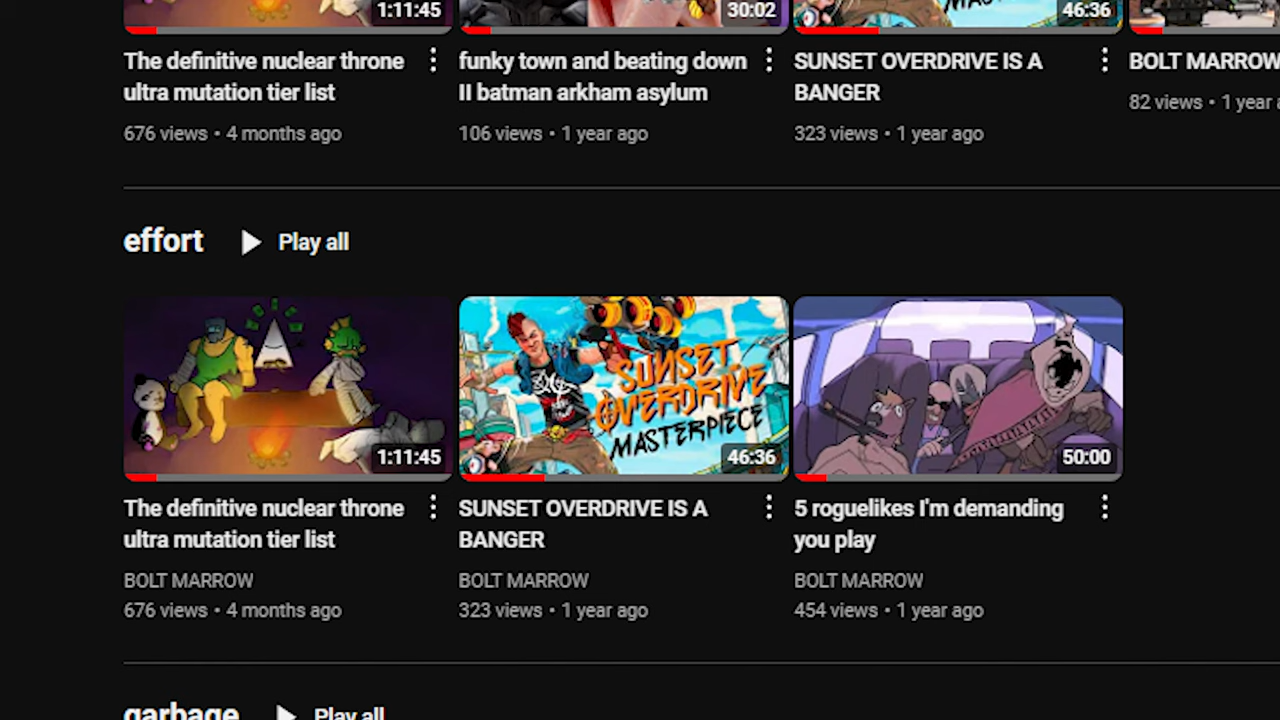 1:11:45
30:02
MASTERPIECE
46:36
The definitive nuclear throne
ultra mutation tier list
676 views • 4 months ago
funky town and beating down
II batman arkham asylum
106 views • 1 year ago
SUNSET OVERDRIVE IS A
BANGER
323 views • 1 year ago
BOLT MARROW
82 views • 1 year
effort
Play all
1:11:45
SUNSET
OVERDRIVE
MASTERPIECE
46:36
50:00
The definitive nuclear throne
ultra mutation tier list
BOLT MARROW
676 views • 4 months ago
SUNSET OVERDRIVE IS A
BANGER
BOLT MARROW
323 views • 1 year ago
5 roguelikes I'm demanding
you play
BOLT MARROW
454 views • 1 year ago
garbage
Play all